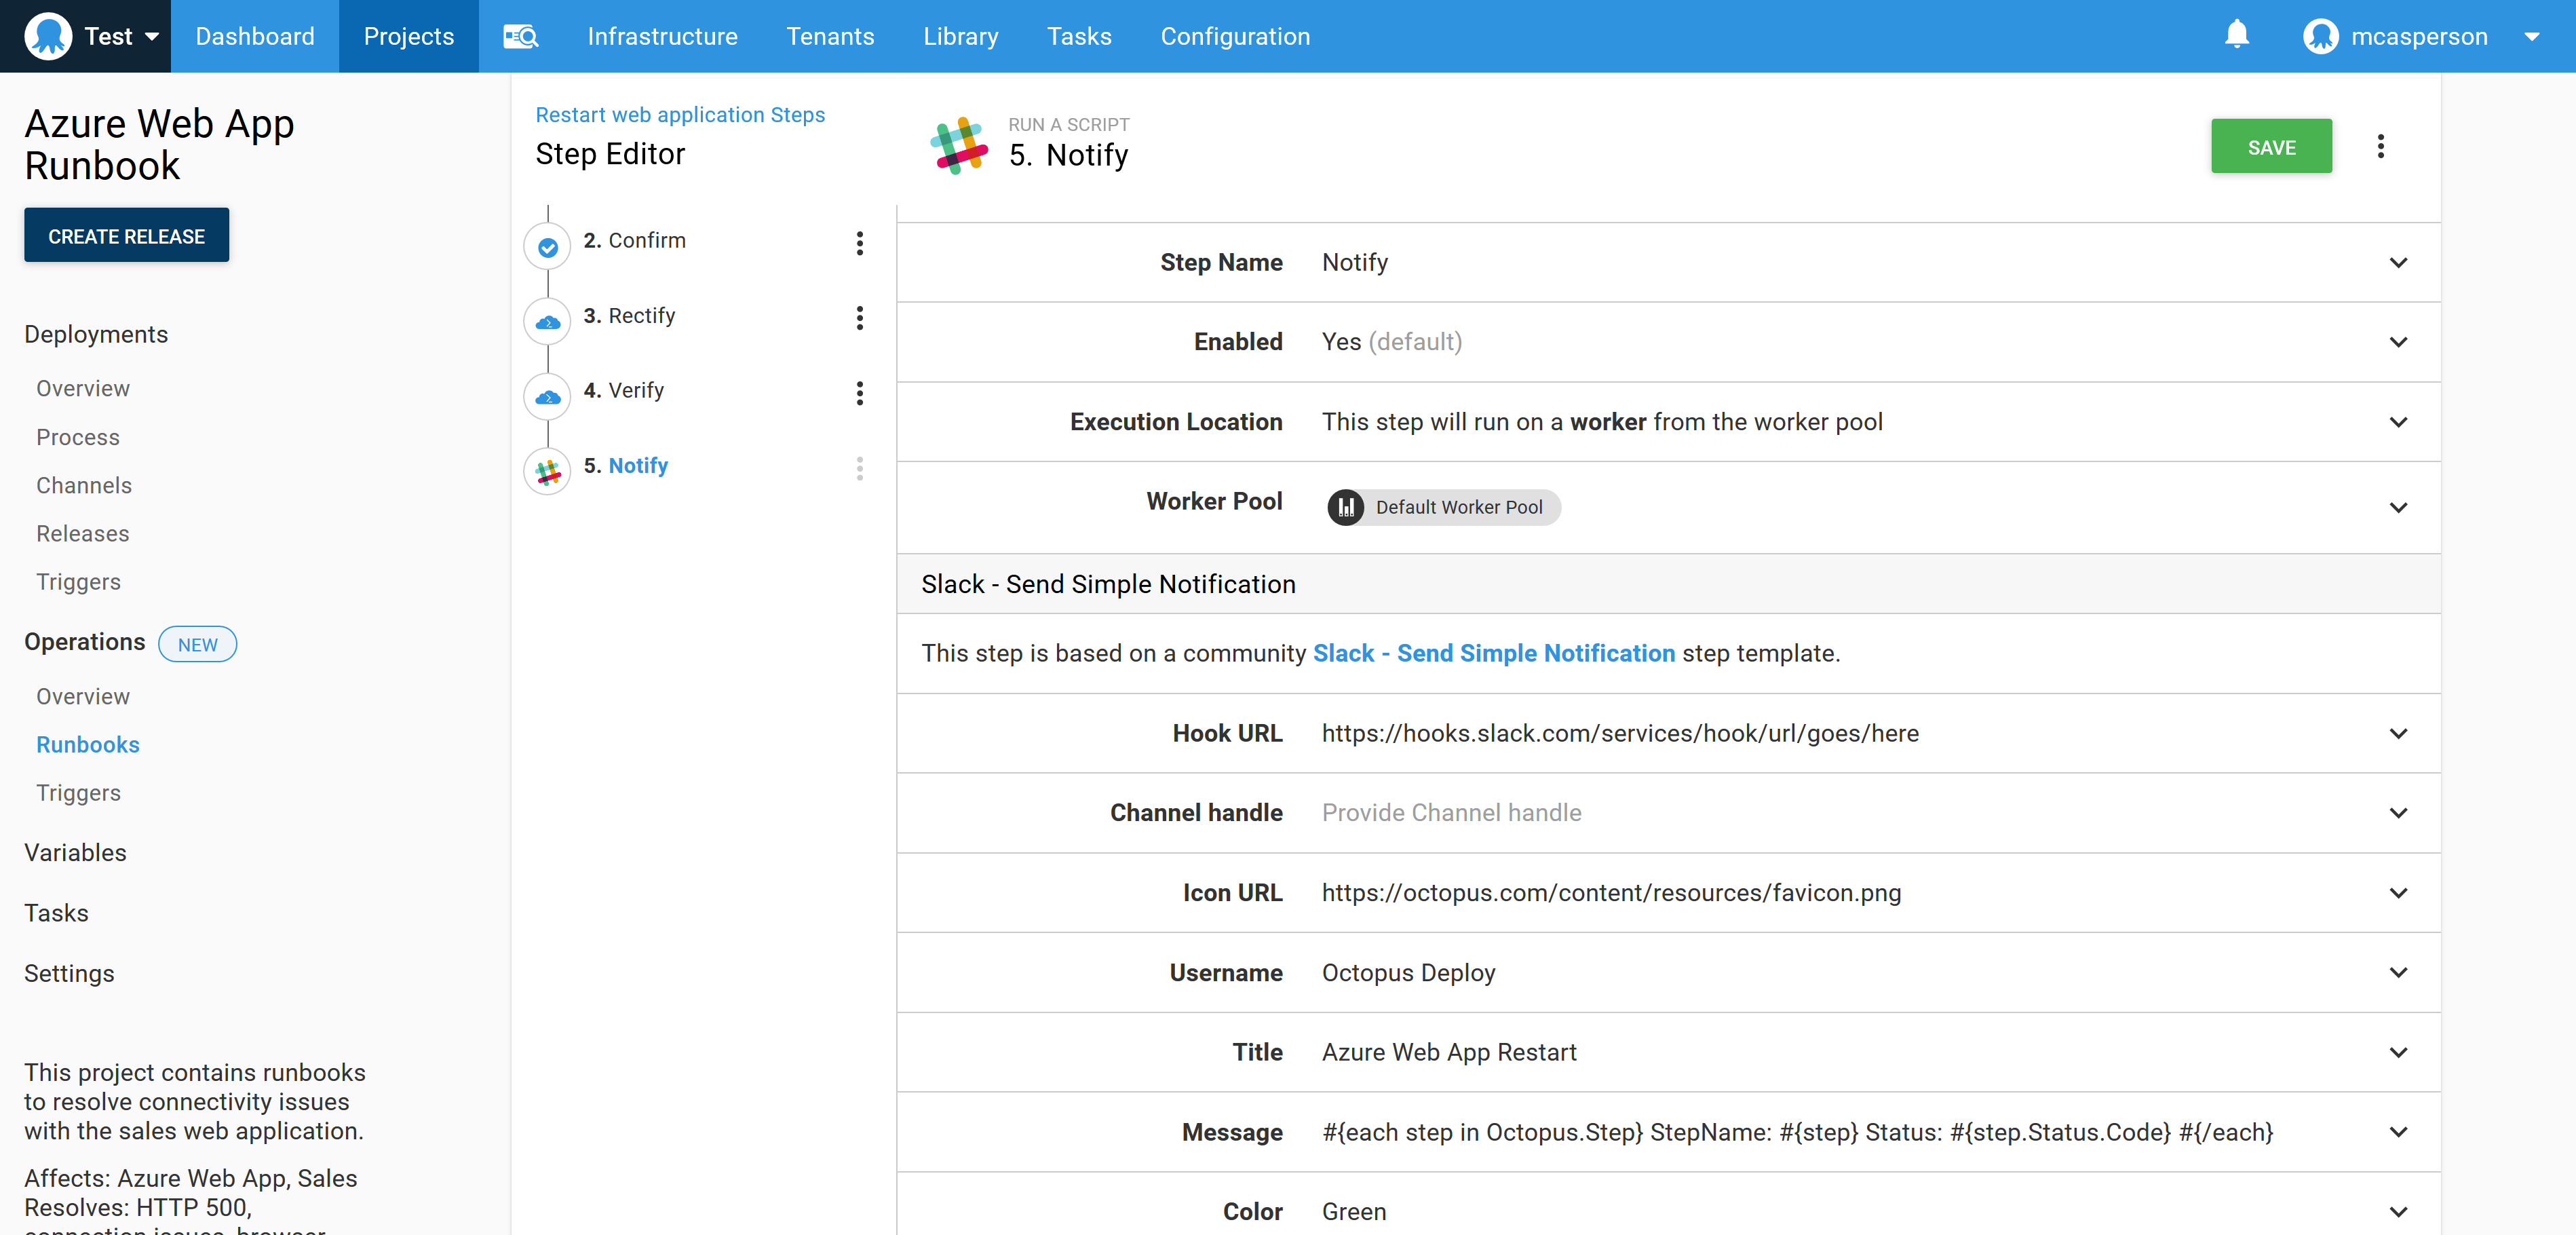 Test
Dashboard
Projects
Infrastructure
Tenants
Library
Tasks
Configuration
mcasperson
Azure Web App
Runbook
CREATE RELEASE
Deployments
Overview
Process
Channels
Releases
Triggers
Operations NEW
Overview
Runbooks
Triggers
Variables
Tasks
Settings
This project contains runbooks
to resolve connectivity issues
with the sales web application.
Affects: Azure Web App, Sales
Resolves: HTTP 500,
connection issues, browser
Restart web application Steps
Step Editor
2. Confirm
3. Rectify
4. Verify
5. Notify
RUN A SCRIPT
5. Notify
SAVE
Step Name Notify
Enabled Yes (default)
Execution Location This step will run on a worker from the worker pool
Worker Pool Default Worker Pool
Slack - Send Simple Notification
This step is based on a community Slack - Send Simple Notification step template.
Hook URL https://hooks.slack.com/services/hook/url/goes/here
Channel handle Provide Channel handle
Icon URL https://octopus.com/content/resources/favicon.png
Username Octopus Deploy
Title Azure Web App Restart
Message #{each step in Octopus.Step} StepName: #{step} Status: #{step.Status.Code} #{/each}
Color Green